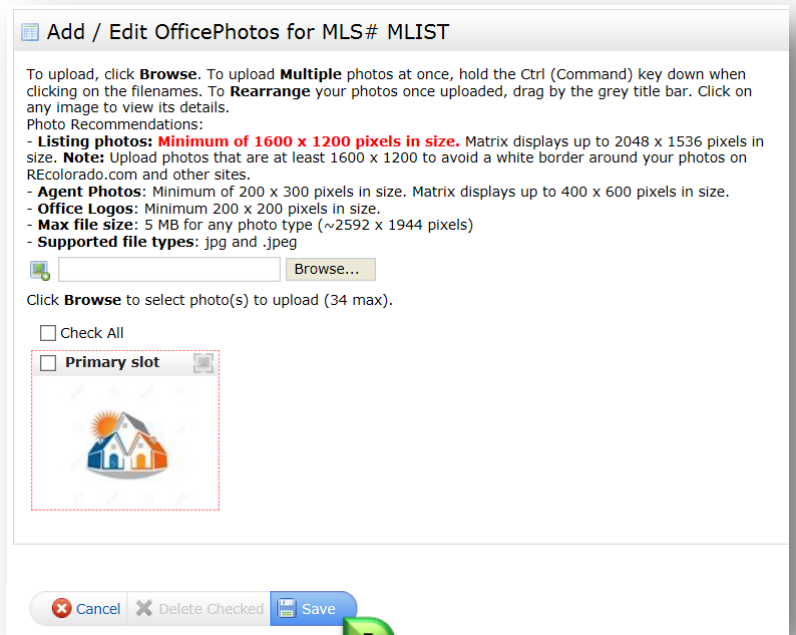 Add / Edit OfficePhotos for MLS# MLIST
To upload, click Browse. To upload Multiple photos at once, hold the Ctrl (Command) key down when
clicking on the filenames. To Rearrange your photos once uploaded, drag by the grey title bar. Click on
any image to view its details.
Photo Recommendations:
- Listing photos: Minimum of 1600 x 1200 pixels in size. Matrix displays up to 2048 x 1536 pixels in
size. Note: Upload photos that are at least 1600 x 1200 to avoid a white border around your photos on
REcolorado.com and other sites.
- Agent Photos: Minimum of 200 x 300 pixels in size. Matrix displays up to 400 x 600 pixels in size.
- Office Logos: Minimum 200 x 200 pixels in size.
- Max file size: 5 MB for any photo type (~2592 x 1944 pixels)
- Supported file types: jpg and .jpeg
Browse...
Click Browse to select photo(s) to upload (34 max).
Check All
Primary slot
Cancel Delete Checked Save